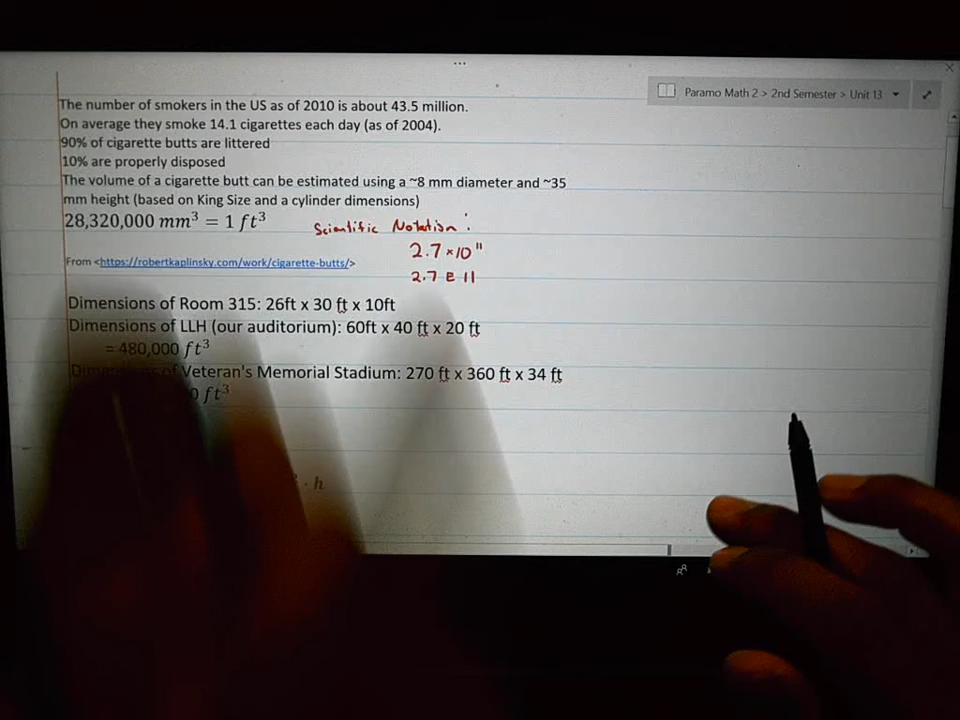 Paramo Math 2 > 2nd Semester > Unit 13
The number of smokers in the US as of 2010 is about 43.5 million.
On average they smoke 14.1 cigarettes each day (as of 2004).
90% of cigarette butts are littered
10% are properly disposed
The volume of a cigarette butt can be estimated using a ~8 mm diameter and ~35
mm height (based on King Size and a cylinder dimensions)
28,320,000 mm³ = 1 ft³
Scientific Notation :
2.7 × 10¹¹
2.7 E 11
From <https://robertkaplinsky.com/work/cigarette-butts/>
Dimensions of Room 315: 26ft x 30 ft x 10ft
Dimensions of LLH (our auditorium): 60ft x 40 ft x 20 ft
= 480,000 ft³
Dimensions of Veteran's Memorial Stadium: 270 ft x 360 ft x 34 ft
0 ft³
· h